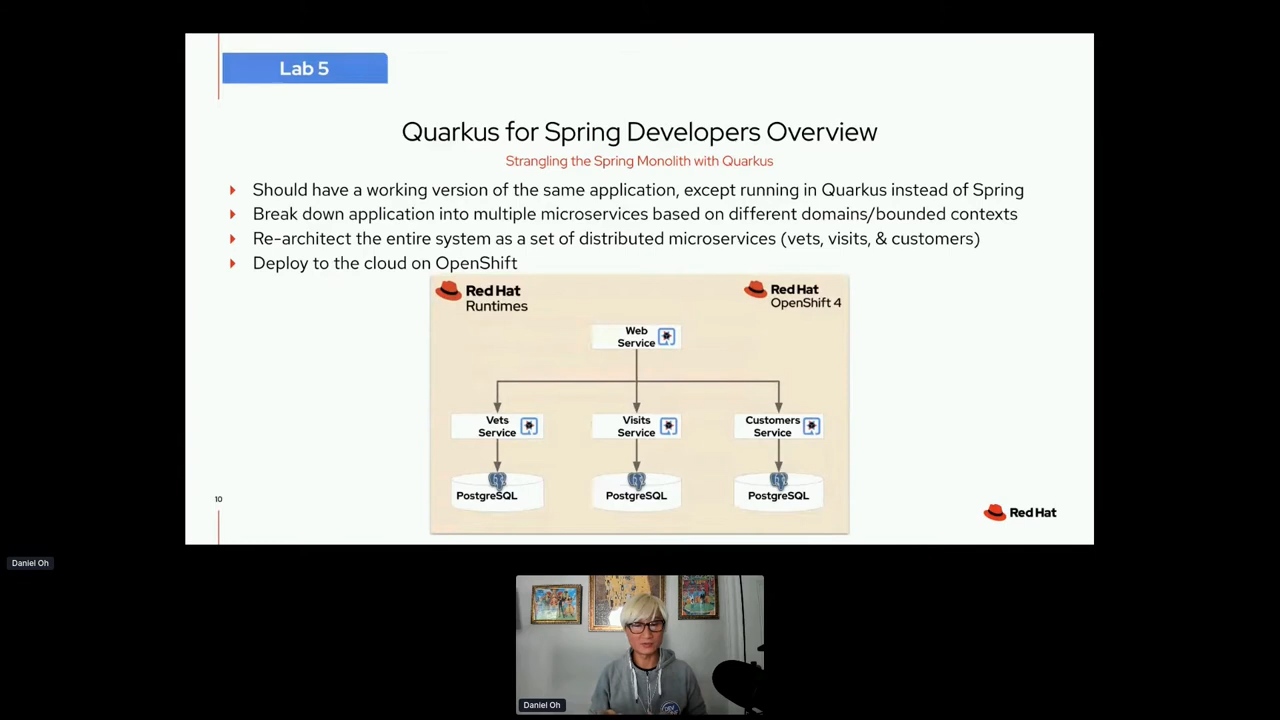 Lab 5
Quarkus for Spring Developers Overview
Strangling the Spring Monolith with Quarkus
Should have a working version of the same application, except running in Quarkus instead of Spring
Break down application into multiple microservices based on different domains/bounded contexts
Re-architect the entire system as a set of distributed microservices (vets, visits, & customers)
Deploy to the cloud on OpenShift
Red Hat
Runtimes
Red Hat
OpenShift 4
Web
Service
Vets
Service
Visits
Service
Customers
Service
PostgreSQL
PostgreSQL
PostgreSQL
10
Red Hat
Daniel Oh
Daniel Oh